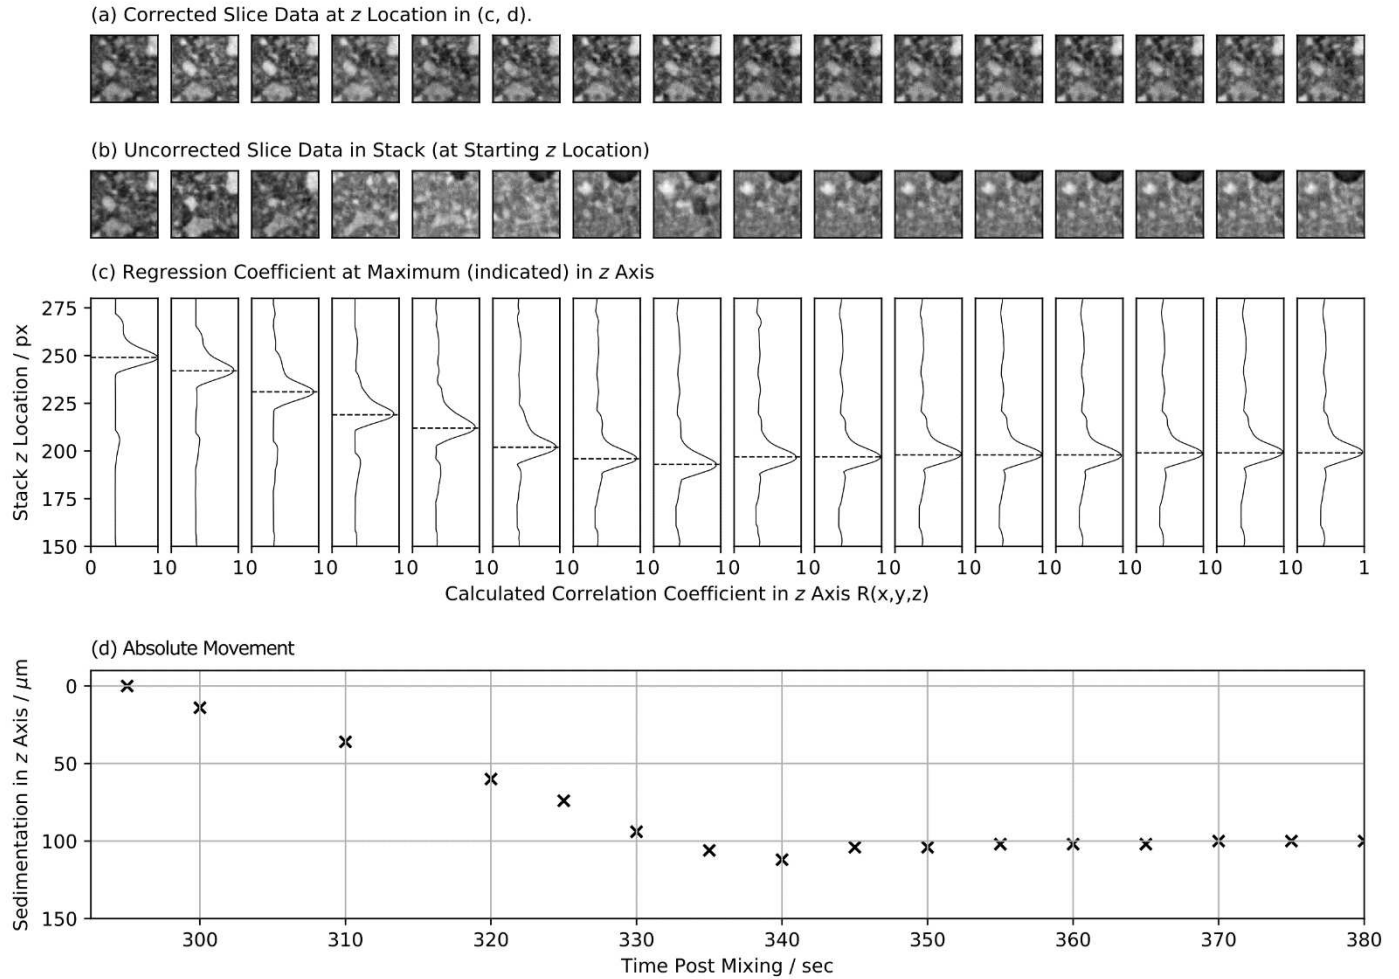 (a) Corrected Slice Data at z Location in (c, d).
(b) Uncorrected Slice Data in Stack (at Starting z Location)
(c) Regression Coefficient at Maximum (indicated) in z Axis
Stack z Location / px
275
250
225
200
175
150
0 10 10 10 10 10 10 10 10 10 10 10 10 10 10 10 1
Calculated Correlation Coefficient in z Axis R(x,y,z)
(d) Absolute Movement
Sedimentation in z Axis / μm
0
50
100
150
300 310 320 330 340 350 360 370 380
Time Post Mixing / sec